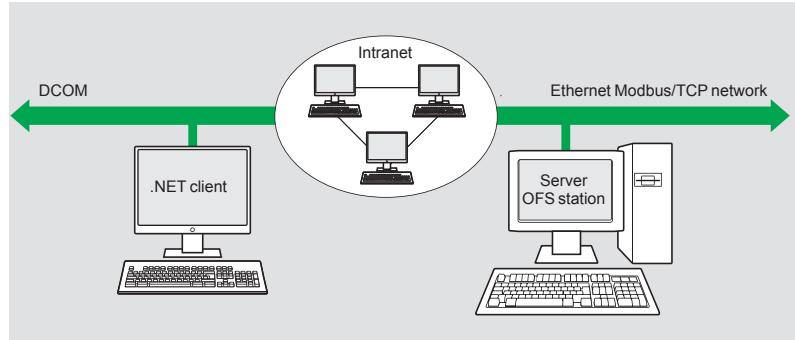 Intranet
DCOM
Ethernet Modbus/TCP network
.NET client
Server
OFS station